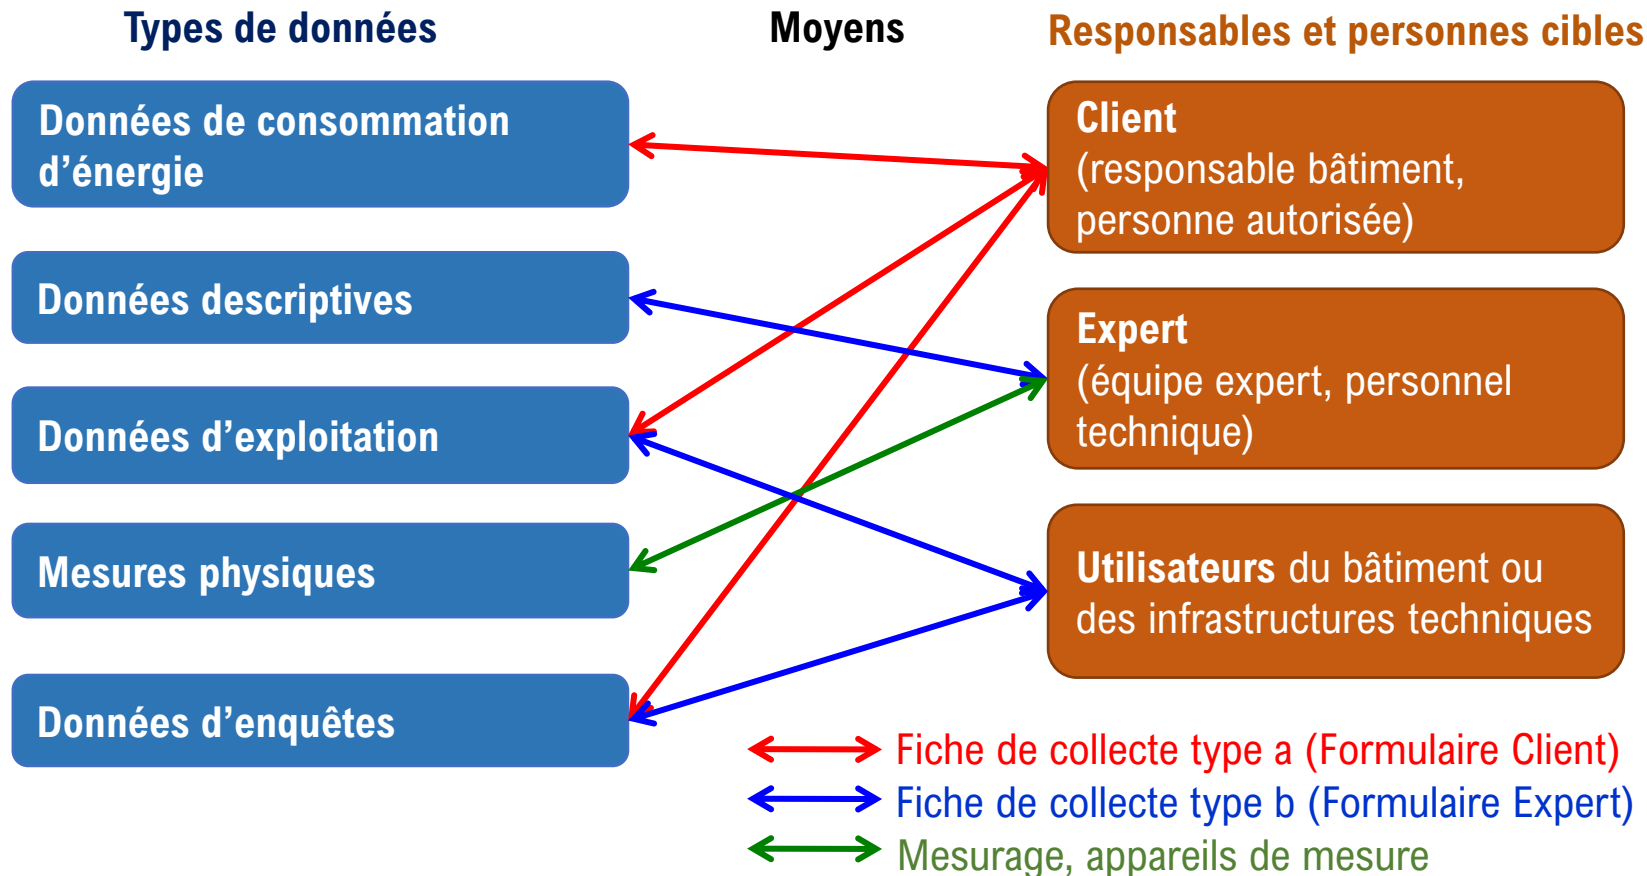 Types de données
Moyens
Responsables et personnes cibles
Données de consommation
d’énergie
Données descriptives
Données d’exploitation
Mesures physiques
Données d’enquêtes
Client
(responsable bâtiment,
personne autorisée)
Expert
(équipe expert, personnel
technique)
Utilisateurs du bâtiment ou
des infrastructures techniques
Fiche de collecte type a (Formulaire Client)
Fiche de collecte type b (Formulaire Expert)
Mesurage, appareils de mesure